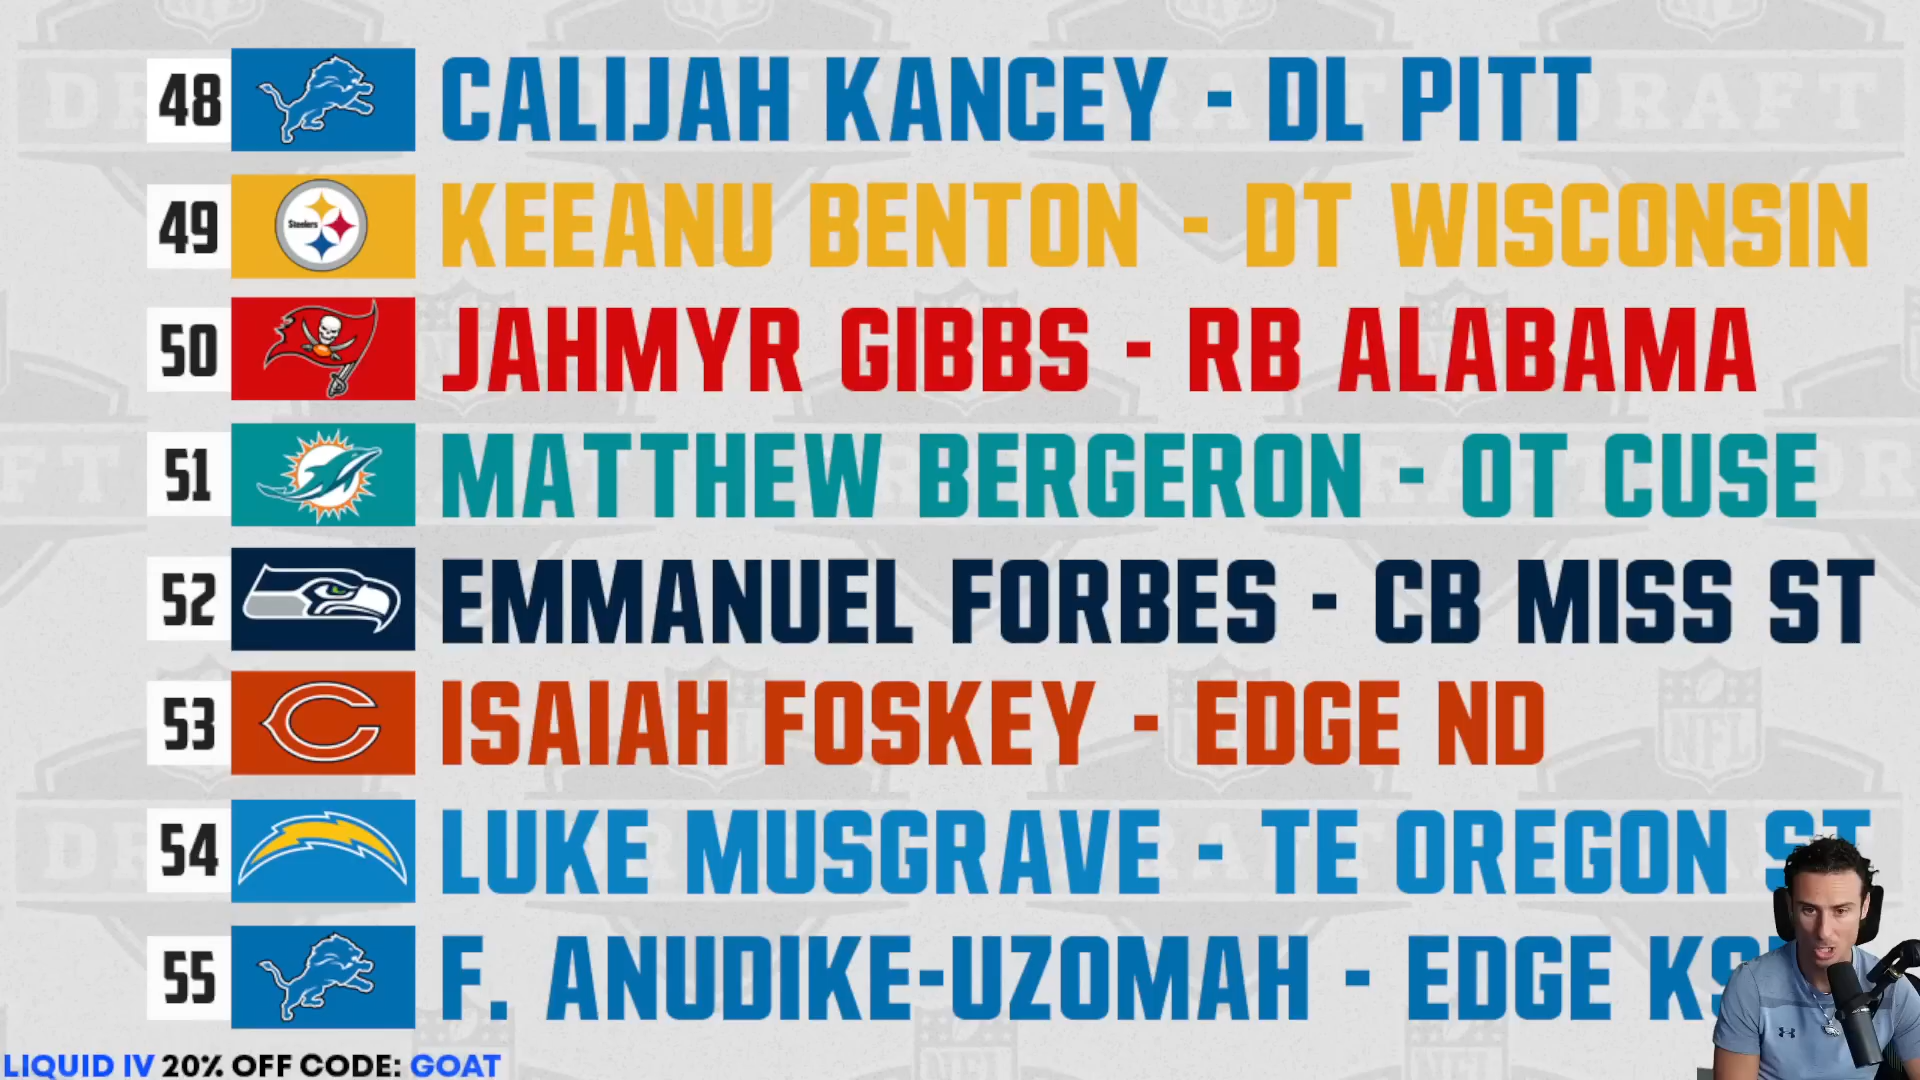 48 CALIJAH KANCEY - DL PITT
49 Steelers KEEANU BENTON - DT WISCONSIN
50 JAHMYR GIBBS - RB ALABAMA
51 MATTHEW BERGERON - OT CUSE
52 EMMANUEL FORBES - CB MISS ST
53 ISAIAH FOSKEY - EDGE ND
54 LUKE MUSGRAVE - TE OREGON ST
55 F. ANUDIKE-UZOMAH - EDGE
LIQUID IV 20% OFF CODE: GOAT